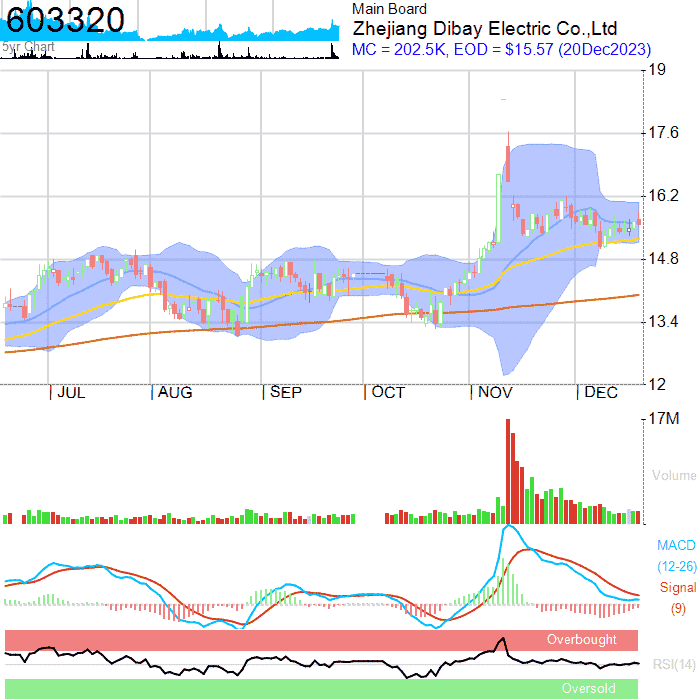 603320
5yr Chart
Main Board
Zhejiang Dibay Electric Co.,Ltd
MC = 202.5K, EOD = $15.57 (20Dec2023)
19
17.6
16.2
14.8
13.4
12
JUL AUG SEP OCT NOV DEC
17M
Volume
MACD
(12-26)
Signal
(9)
Overbought
RSI(14)
Oversold